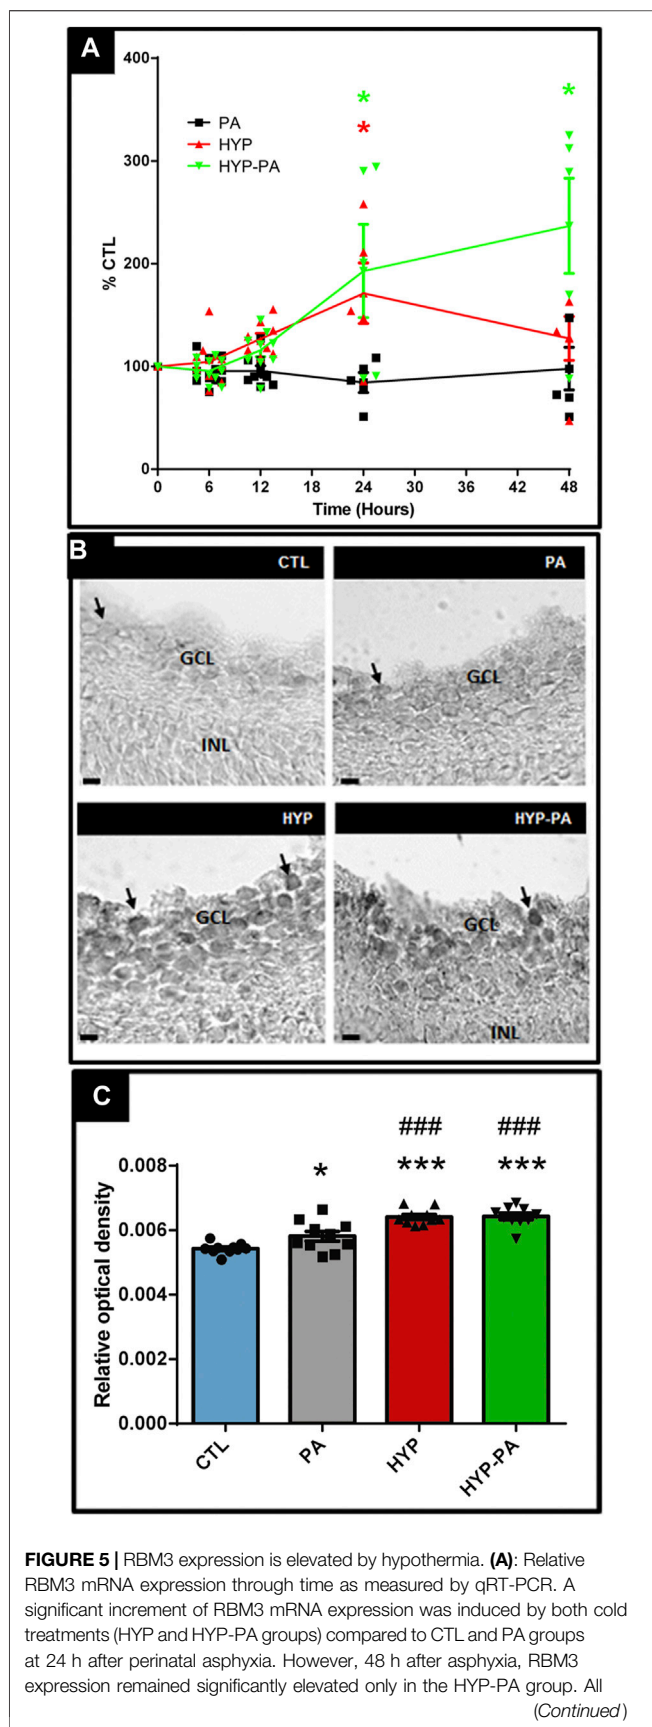 A
400
300
200
100
0
% CTL
PA
HYP
HYP-PA
*
*
*
0 6 12 18 24 30 36 42 48
Time (Hours)
B
CTL
GCL
INL
PA
GCL
HYP
GCL
HYP-PA
GCL
INL
C
### ###
* *** ***
0.008
0.006
0.004
0.002
0.000
Relative optical density
CTL PA HYP HYP-PA
FIGURE 5 | RBM3 expression is elevated by hypothermia. (A): Relative
RBM3 mRNA expression through time as measured by qRT-PCR. A
significant increment of RBM3 mRNA expression was induced by both cold
treatments (HYP and HYP-PA groups) compared to CTL and PA groups
at 24 h after perinatal asphyxia. However, 48 h after asphyxia, RBM3
expression remained significantly elevated only in the HYP-PA group. All
(Continued)